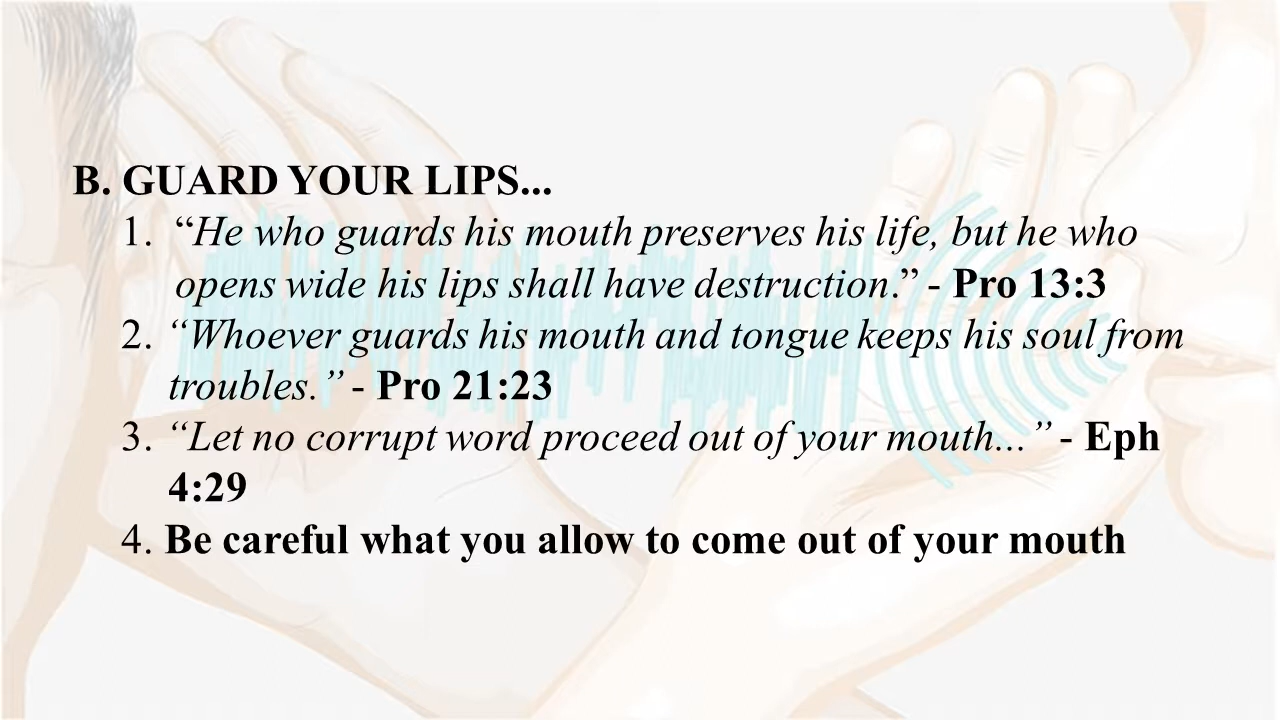 B. GUARD YOUR LIPS...
1. “He who guards his mouth preserves his life, but he who
opens wide his lips shall have destruction.” - Pro 13:3
2. “Whoever guards his mouth and tongue keeps his soul from
troubles.” - Pro 21:23
3. “Let no corrupt word proceed out of your mouth...” - Eph
4:29
4. Be careful what you allow to come out of your mouth